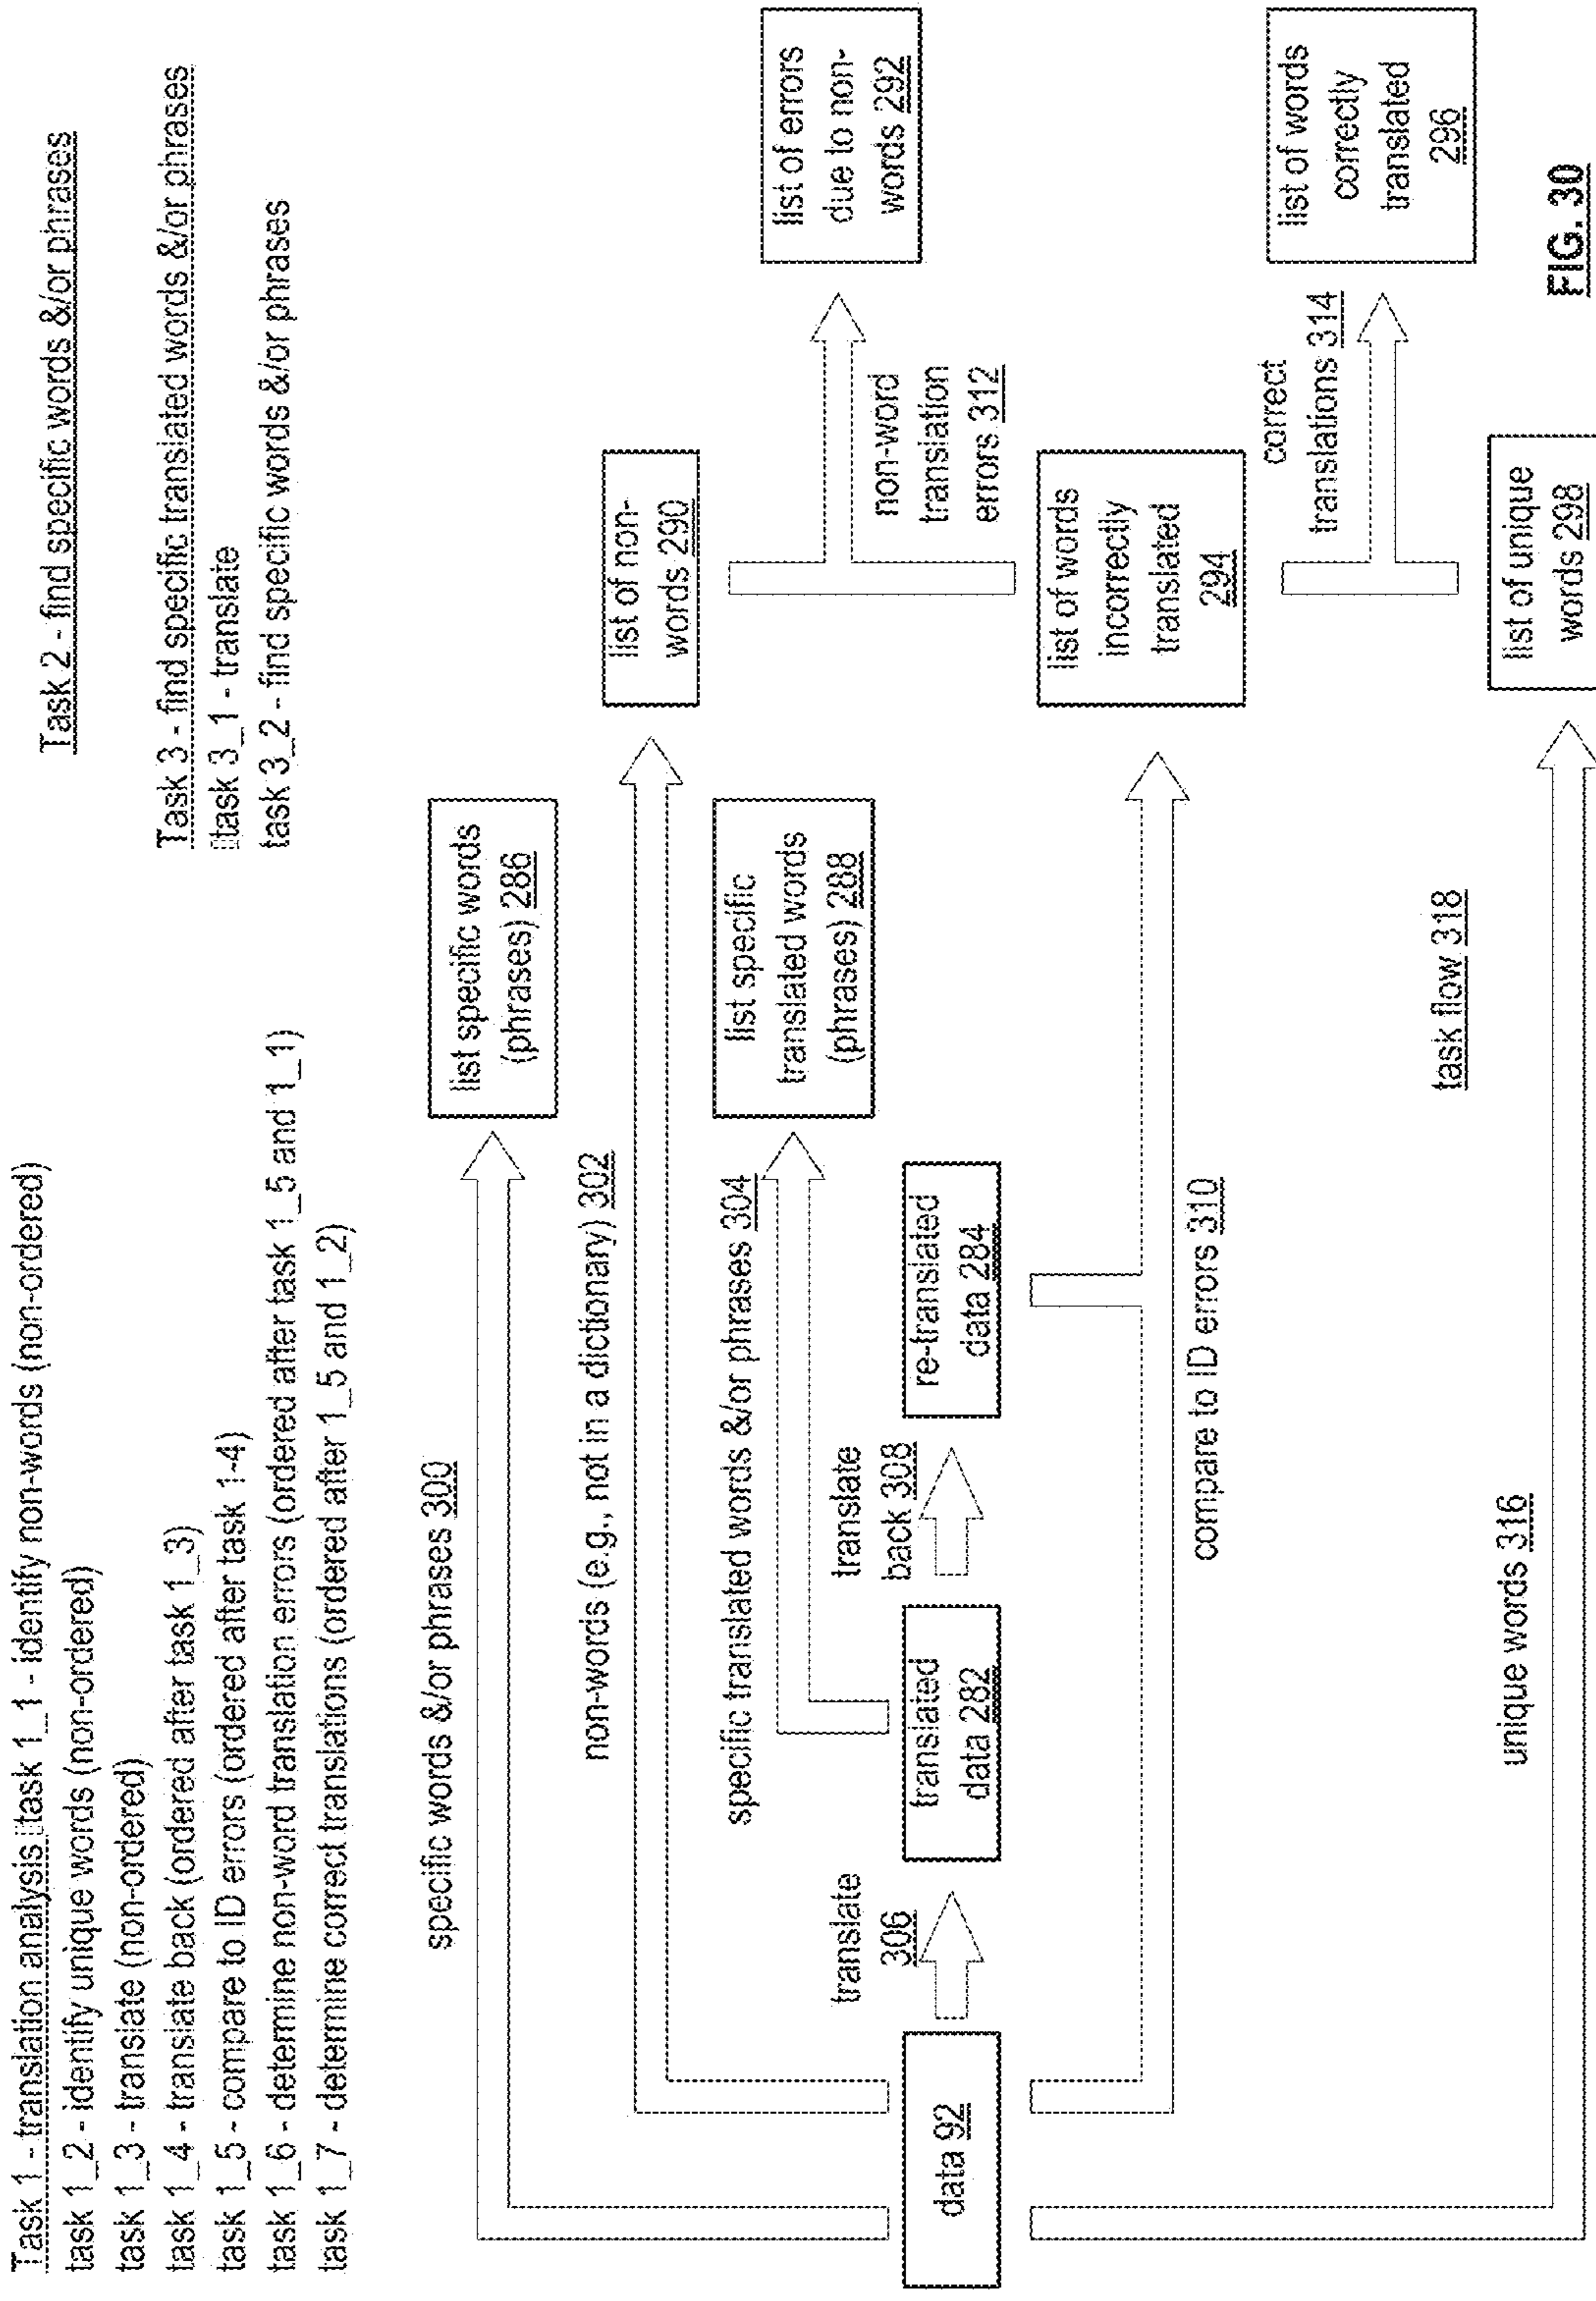 Task 1 - translation analysis task 1_1 - identify non-words (non-ordered)
task 1_2 - identify unique words (non-ordered)
task 1_3 - translate (non-ordered)
task 1_4 - translate back (ordered after task 1_3)
task 1_5 - compare to ID errors (ordered after task 1-4)
task 1_6 - determine non-word translation errors (ordered after task 1_5 and 1_1)
task 1_7 - determine correct translations (ordered after 1_5 and 1_2)
Task 2 - find specific words &/or phrases
Task 3 - find specific translated words &/or phrases
task 3_1 - translate
task 3_2 - find specific words &/or phrases
specific words &/or phrases 300
list specific words
(phrases) 286
non-words (e.g., not in a dictionary) 302
list of non-
words 290
specific translated words &/or phrases 304
list specific
translated words
(phrases) 288
list of errors
due to non-
words 292
non-word
translation
errors 312
data 92
translate
306
translated
data 282
translate
back 308
re-translated
data 284
compare to ID errors 310
list of words
incorrectly
translated
294
correct
translations 314
list of words
correctly
translated
296
task flow 318
unique words 316
list of unique
words 298
FIG. 30